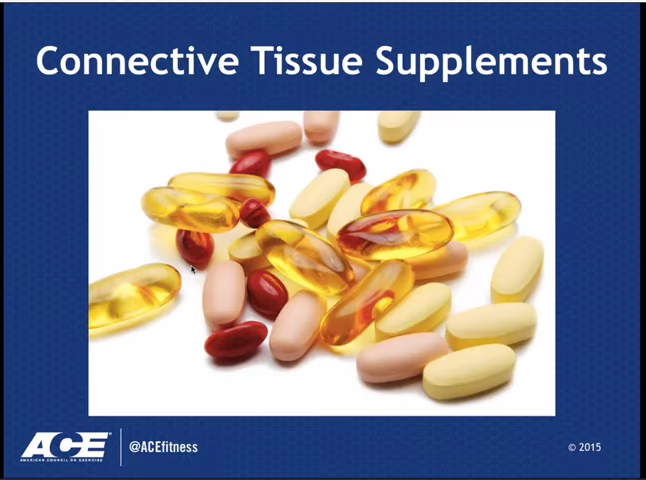 Connective Tissue Supplements
ACE
AMERICAN COUNCIL ON EXERCISE
@ACEfitness
© 2015